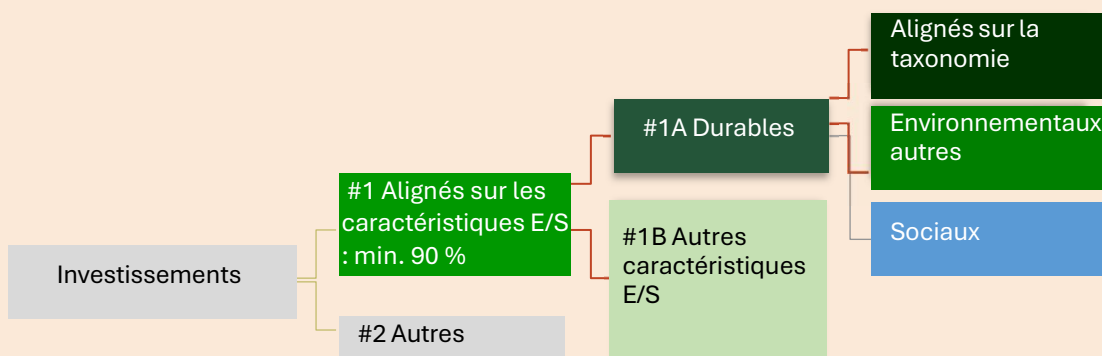 Investissements
#1 Alignés sur les
caractéristiques E/S
: min. 90 %
#2 Autres
#1A Durables
#1B Autres
caractéristiques
E/S
Alignés sur la
taxonomie
Environnementaux
autres
Sociaux